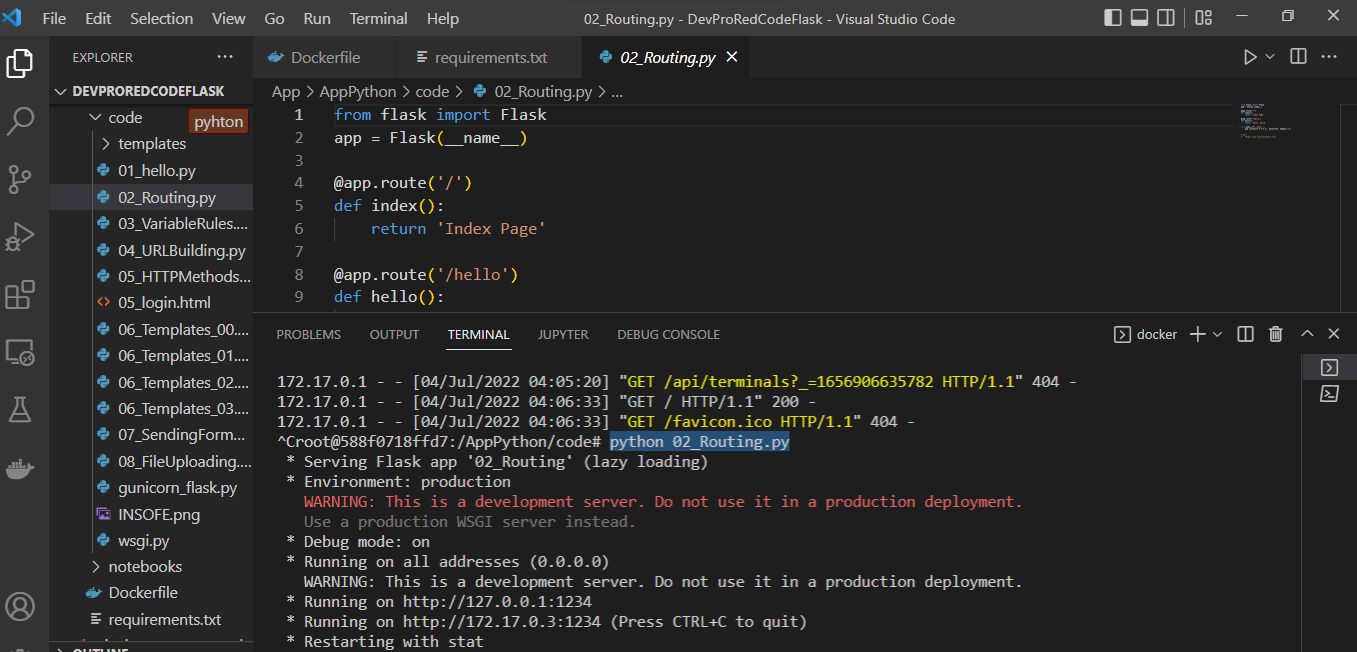 File Edit Selection View Go Run Terminal Help 02_Routing.py - DevProRedCodeFlask - Visual Studio Code
EXPLORER
DEVPROREDCODEFLASK
code
pyhton
templates
01_hello.py
02_Routing.py
03_VariableRules....
04_URLBuilding.py
05_HTTPMethods...
05_login.html
06_Templates_00....
06_Templates_01....
06_Templates_02....
06_Templates_03....
07_SendingForm...
08_FileUploading....
gunicorn_flask.py
INSOFE.png
wsgi.py
notebooks
Dockerfile
requirements.txt
OUTLINE
Dockerfile requirements.txt 02_Routing.py
App > AppPython > code > 02_Routing.py > ...
1 from flask import Flask
2 app = Flask(__name__)
3
4 @app.route('/')
5 def index():
6 return 'Index Page'
7
8 @app.route('/hello')
9 def hello():
PROBLEMS OUTPUT TERMINAL JUPYTER DEBUG CONSOLE docker
172.17.0.1 - - [04/Jul/2022 04:05:20] "GET /api/terminals?_=1656906635782 HTTP/1.1" 404 -
172.17.0.1 - - [04/Jul/2022 04:06:33] "GET / HTTP/1.1" 200 -
172.17.0.1 - - [04/Jul/2022 04:06:33] "GET /favicon.ico HTTP/1.1" 404 -
^Croot@588f0718ffd7:/AppPython/code# python 02_Routing.py
* Serving Flask app '02_Routing' (lazy loading)
* Environment: production
WARNING: This is a development server. Do not use it in a production deployment.
Use a production WSGI server instead.
* Debug mode: on
* Running on all addresses (0.0.0.0)
WARNING: This is a development server. Do not use it in a production deployment.
* Running on http://127.0.0.1:1234
* Running on http://172.17.0.3:1234 (Press CTRL+C to quit)
* Restarting with stat